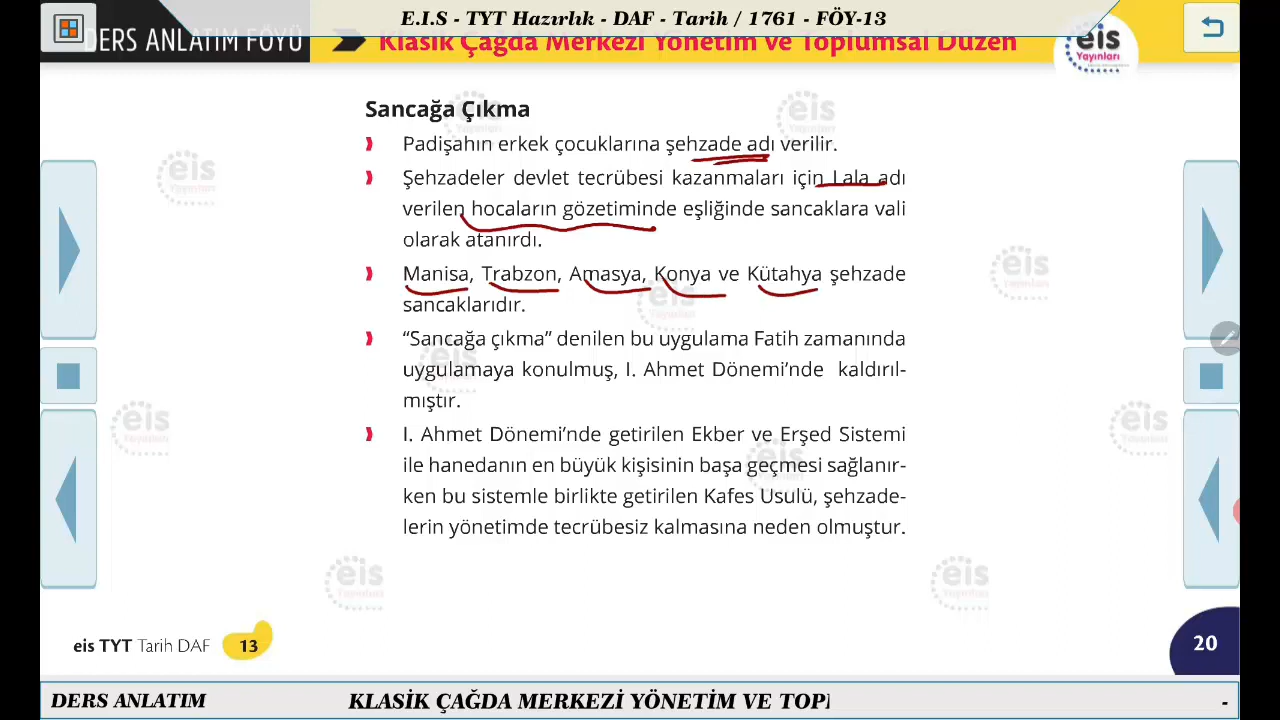 E.I.S - TYT Hazırlık - DAF - Tarih / 1761 - FÖY-13
DERS ANLATIM FÖYÜ
Klasik Çağda Merkezi Yönetim ve Toplumsal Düzen
eis
Yayınları
Sancağa Çıkma
Padişahın erkek çocuklarına şehzade adı verilir.
Şehzadeler devlet tecrübesi kazanmaları için Lala adı
verilen hocaların gözetiminde eşliğinde sancaklara vali
olarak atanırdı.
Manisa, Trabzon, Amasya, Konya ve Kütahya şehzade
sancaklarıdır.
“Sancağa çıkma” denilen bu uygulama Fatih zamanında
uygulamaya konulmuş, I. Ahmet Dönemi’nde kaldırıl-
mıştır.
I. Ahmet Dönemi’nde getirilen Ekber ve Erşed Sistemi
ile hanedanın en büyük kişisinin başa geçmesi sağlanır-
ken bu sistemle birlikte getirilen Kafes Usulü, şehzade-
lerin yönetimde tecrübesiz kalmasına neden olmuştur.
eis TYT Tarih DAF 13
20
DERS ANLATIM KLASİK ÇAĞDA MERKEZİ YÖNETİM VE TOPI -